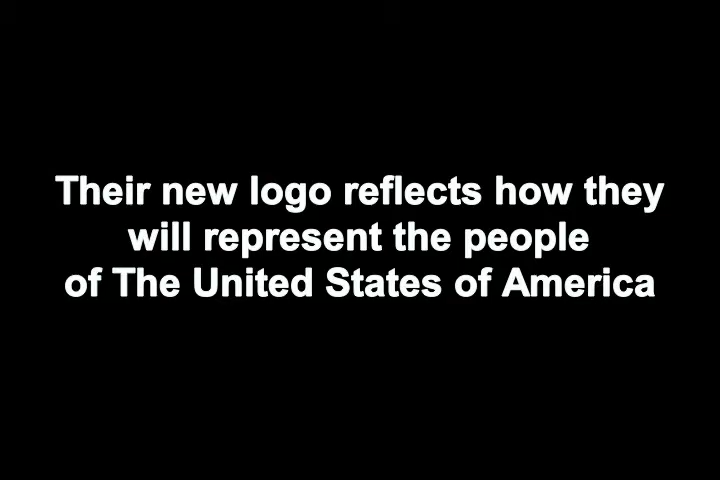 Their new logo reflects how they
will represent the people
of The United States of America